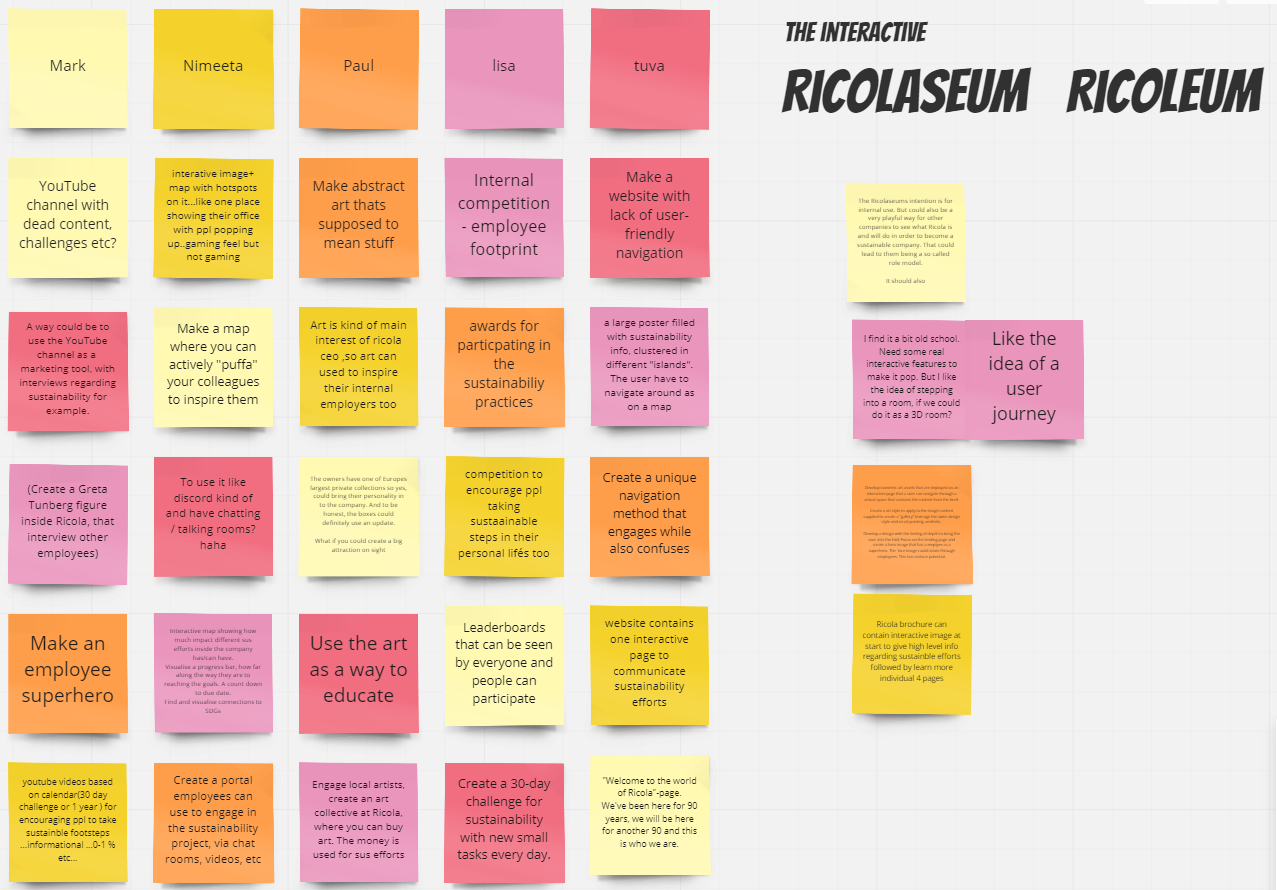 Mark
Nimeeta
Paul
lisa
tuva
THE INTERACTIVE
RICOLASEUM RICOLEUM
YouTube
channel with
dead content,
challenges etc?
interative image+
map with hotspots
on it...like one place
showing their office
with ppl popping
up..gaming feel but
not gaming
Make abstract
art thats
supposed to
mean stuff
Internal
competition
- employee
footprint
Make a
website with
lack of user-
friendly
navigation
A way could be to
use the YouTube
channel as a
marketing tool, with
interviews regarding
sustainability for
example.
Make a map
where you can
actively "puffa"
your colleagues
to inspire them
Art is kind of main
interest of ricola
ceo ,so art can
used to inspire
their internal
employers too
awards for
particpating in
the
sustainabiliy
practices
a large poster filled
with sustainability
info, clustered in
different "islands".
The user have to
navigate around as
on a map
(Create a Greta
Tunberg figure
inside Ricola, that
interview other
employees)
To use it like
discord kind of
and have chatting
/ talking rooms?
haha
The owners have one of Europes
largest private collections so yes,
could bring their personality in
to the company. And to be
honest, the boxes could
definitely use an update.
What if you could create a big
attraction on sight
competition to
encourage ppl
taking
sustaainable
steps in their
personal lifés too
Create a unique
navigation
method that
engages while
also confuses
Make an
employee
superhero
Interactive map showing how
much impact different sus
efforts inside the company
has/can have.
Visualise a progress bar, how far
along the way they are to
reaching the goals. A count down
to due date.
Find and visualise connections to
SDGs
Use the art
as a way to
educate
Leaderboards
that can be seen
by everyone and
people can
participate
website contains
one interactive
page to
communicate
sustainability
efforts
youtube videos based
on calendar(30 day
challenge or 1 year ) for
encouraging ppl to take
sustainble footsteps
...informational ...0-1 %
etc...
Create a portal
employees can
use to engage in
the sustainability
project, via chat
rooms, videos, etc
Engage local artists,
create an art
collective at Ricola,
where you can buy
art. The money is
used for sus efforts
Create a 30-day
challenge for
sustainability
with new small
tasks every day.
"Welcome to the world
of Ricola"-page.
We've been here for 90
years, we will be here
for another 90 and this
is who we are.
The Ricolaseums intention is for
internal use. But could also be a
very playful way for other
companies to see what Ricola is
and will do in order to become a
sustainable company. That could
lead to them being a so called
role model.
It should also
I find it a bit old school.
Need some real
interactive features to
make it pop. But I like
the idea of stepping
into a room, if we could
do it as a 3D room?
Like the
idea of a
user
journey
Ricola brochure can
contain interactive image at
start to give high level info
regarding sustainble efforts
followed by learn more
individual 4 pages